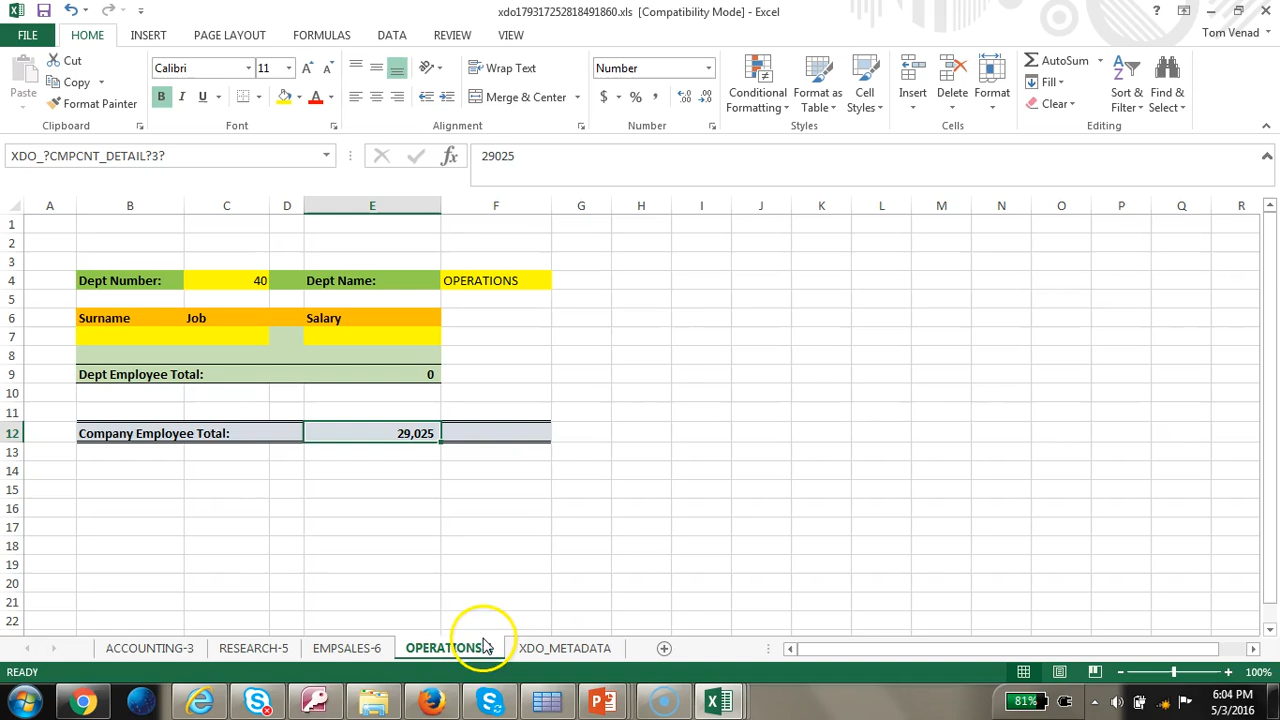 xdo179317252818491860.xls [Compatibility Mode] - Excel
?
FILE HOME INSERT PAGE LAYOUT FORMULAS DATA REVIEW VIEW
Tom Venad
Paste
Cut
Copy
Format Painter
Clipboard
Calibri 11
B I U
Font
Wrap Text
Merge & Center
Alignment
Number
$ % ,
Number
Conditional
Formatting
Format as
Table
Cell
Styles
Styles
Insert Delete Format
Cells
AutoSum
Fill
Clear
Sort &
Filter
Find &
Select
Editing
XDO_?CMPCNT_DETAIL?3? fx 29025
A B C D E F G H I J K L M N O P Q R
1
2
3
4 Dept Number: 40 Dept Name: OPERATIONS
5
6 Surname Job Salary
7
8
9 Dept Employee Total: 0
10
11
12 Company Employee Total: 29,025
13
14
15
16
17
18
19
20
21
22
ACCOUNTING-3 RESEARCH-5 EMPSALES-6 OPERATIONS XDO_METADATA
READY 100%
81% 6:04 PM
5/3/2016